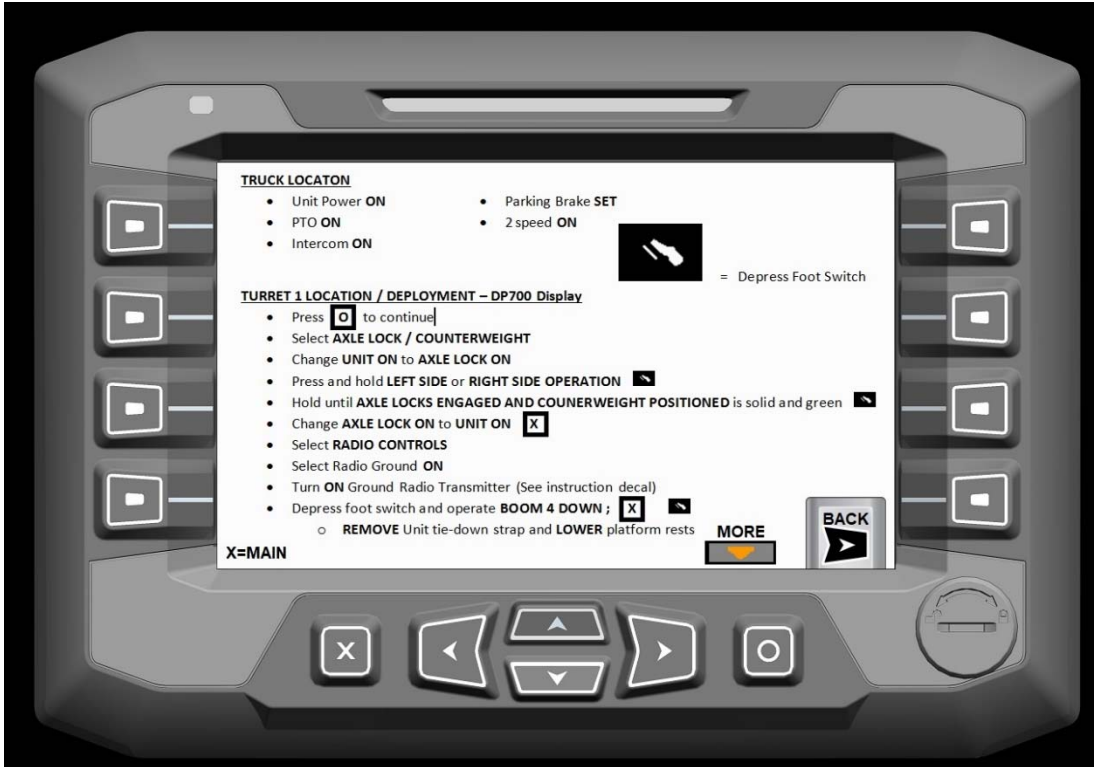 TRUCK LOCATON
• Unit Power ON
• PTO ON
• Intercom ON
• Parking Brake SET
• 2 speed ON
= Depress Foot Switch
TURRET 1 LOCATION / DEPLOYMENT – DP700 Display
• Press O to continue
• Select AXLE LOCK / COUNTERWEIGHT
• Change UNIT ON to AXLE LOCK ON
• Press and hold LEFT SIDE or RIGHT SIDE OPERATION
• Hold until AXLE LOCKS ENGAGED AND COUNERWEIGHT POSITIONED is solid and green
• Change AXLE LOCK ON to UNIT ON X
• Select RADIO CONTROLS
• Select Radio Ground ON
• Turn ON Ground Radio Transmitter (See instruction decal)
• Depress foot switch and operate BOOM 4 DOWN ; X
o REMOVE Unit tie-down strap and LOWER platform rests
MORE
BACK
X=MAIN
X
O